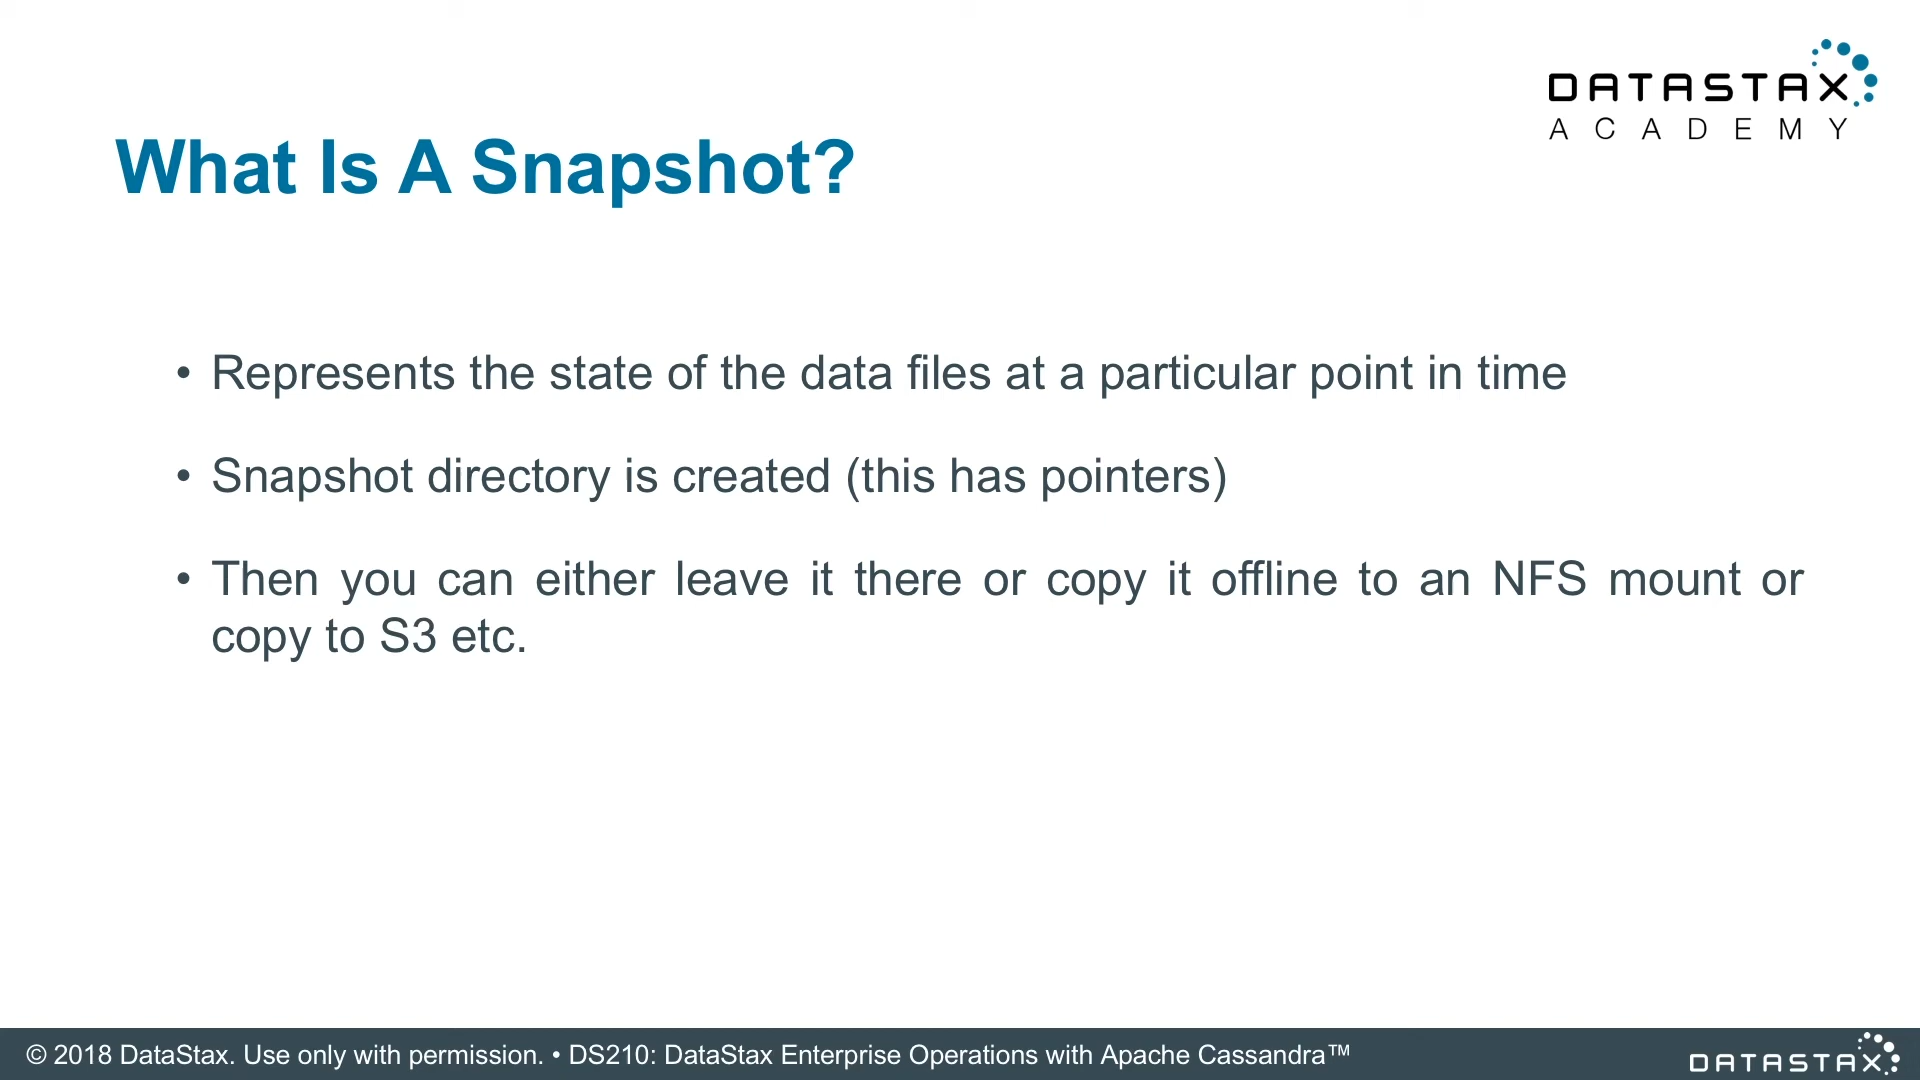 DATASTAX
ACADEMY
What Is A Snapshot?
• Represents the state of the data files at a particular point in time
• Snapshot directory is created (this has pointers)
• Then you can either leave it there or copy it offline to an NFS mount or
copy to S3 etc.
© 2018 DataStax. Use only with permission. • DS210: DataStax Enterprise Operations with Apache Cassandra™
DATASTAX